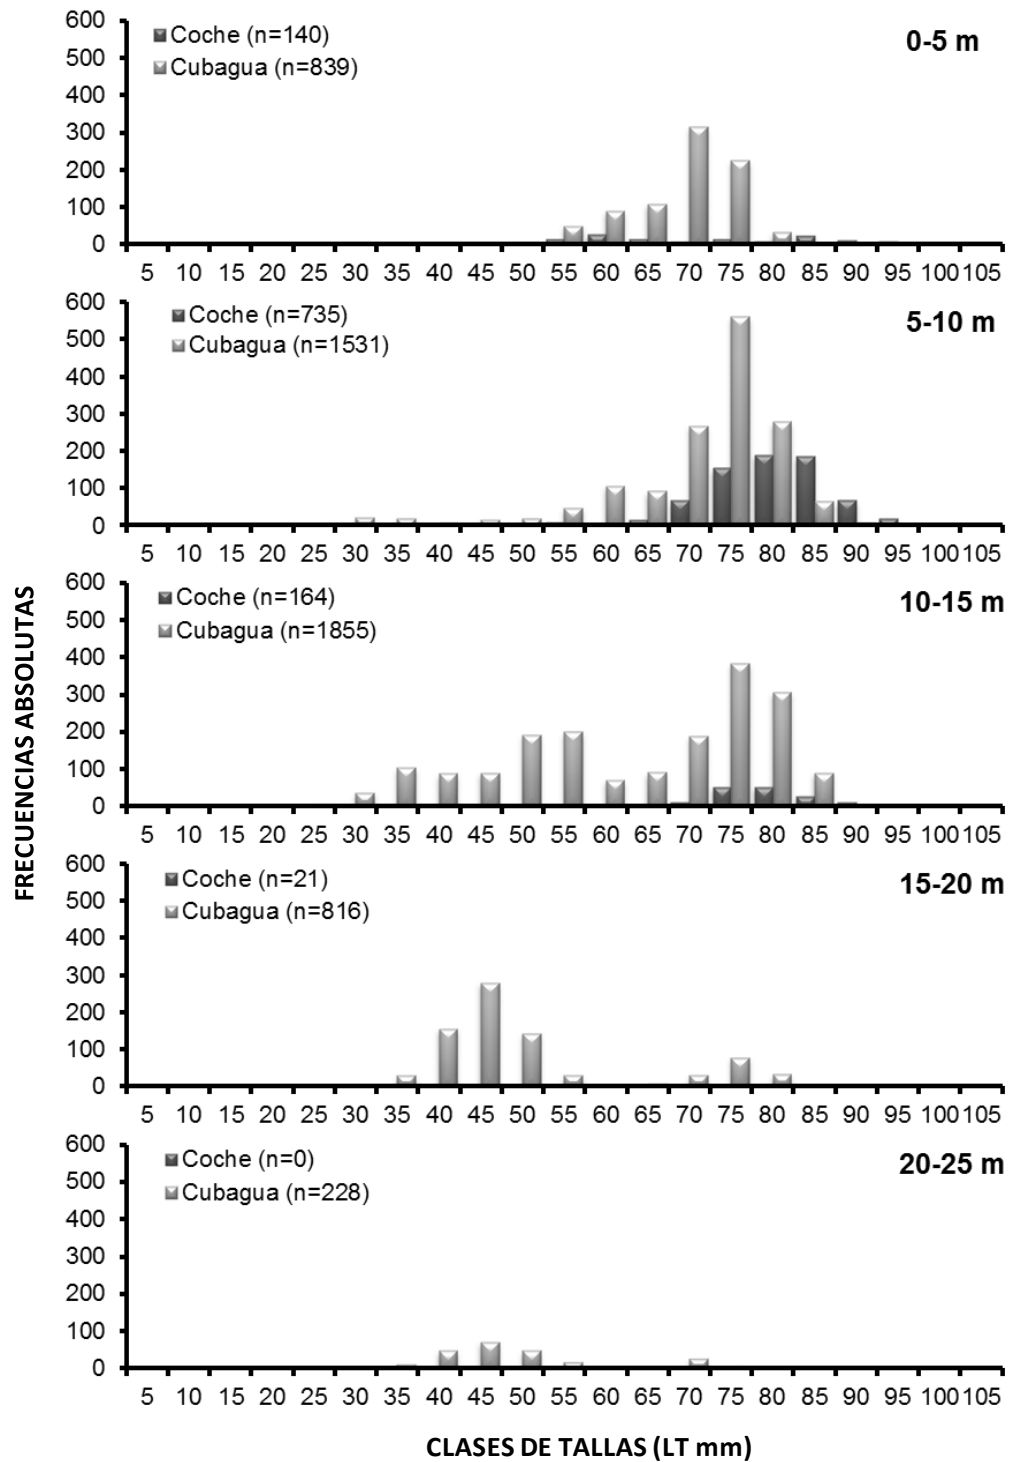 600
500
400
300
200
100
0
Coche (n=140)
Cubagua (n=839)
0-5 m
5 10 15 20 25 30 35 40 45 50 55 60 65 70 75 80 85 90 95 100 105
600
500
400
300
200
100
0
Coche (n=735)
Cubagua (n=1531)
5-10 m
5 10 15 20 25 30 35 40 45 50 55 60 65 70 75 80 85 90 95 100 105
600
500
400
300
200
100
0
Coche (n=164)
Cubagua (n=1855)
10-15 m
5 10 15 20 25 30 35 40 45 50 55 60 65 70 75 80 85 90 95 100 105
600
500
400
300
200
100
0
Coche (n=21)
Cubagua (n=816)
15-20 m
5 10 15 20 25 30 35 40 45 50 55 60 65 70 75 80 85 90 95 100 105
600
500
400
300
200
100
0
Coche (n=0)
Cubagua (n=228)
20-25 m
5 10 15 20 25 30 35 40 45 50 55 60 65 70 75 80 85 90 95 100 105
FRECUENCIAS ABSOLUTAS
CLASES DE TALLAS (LT mm)